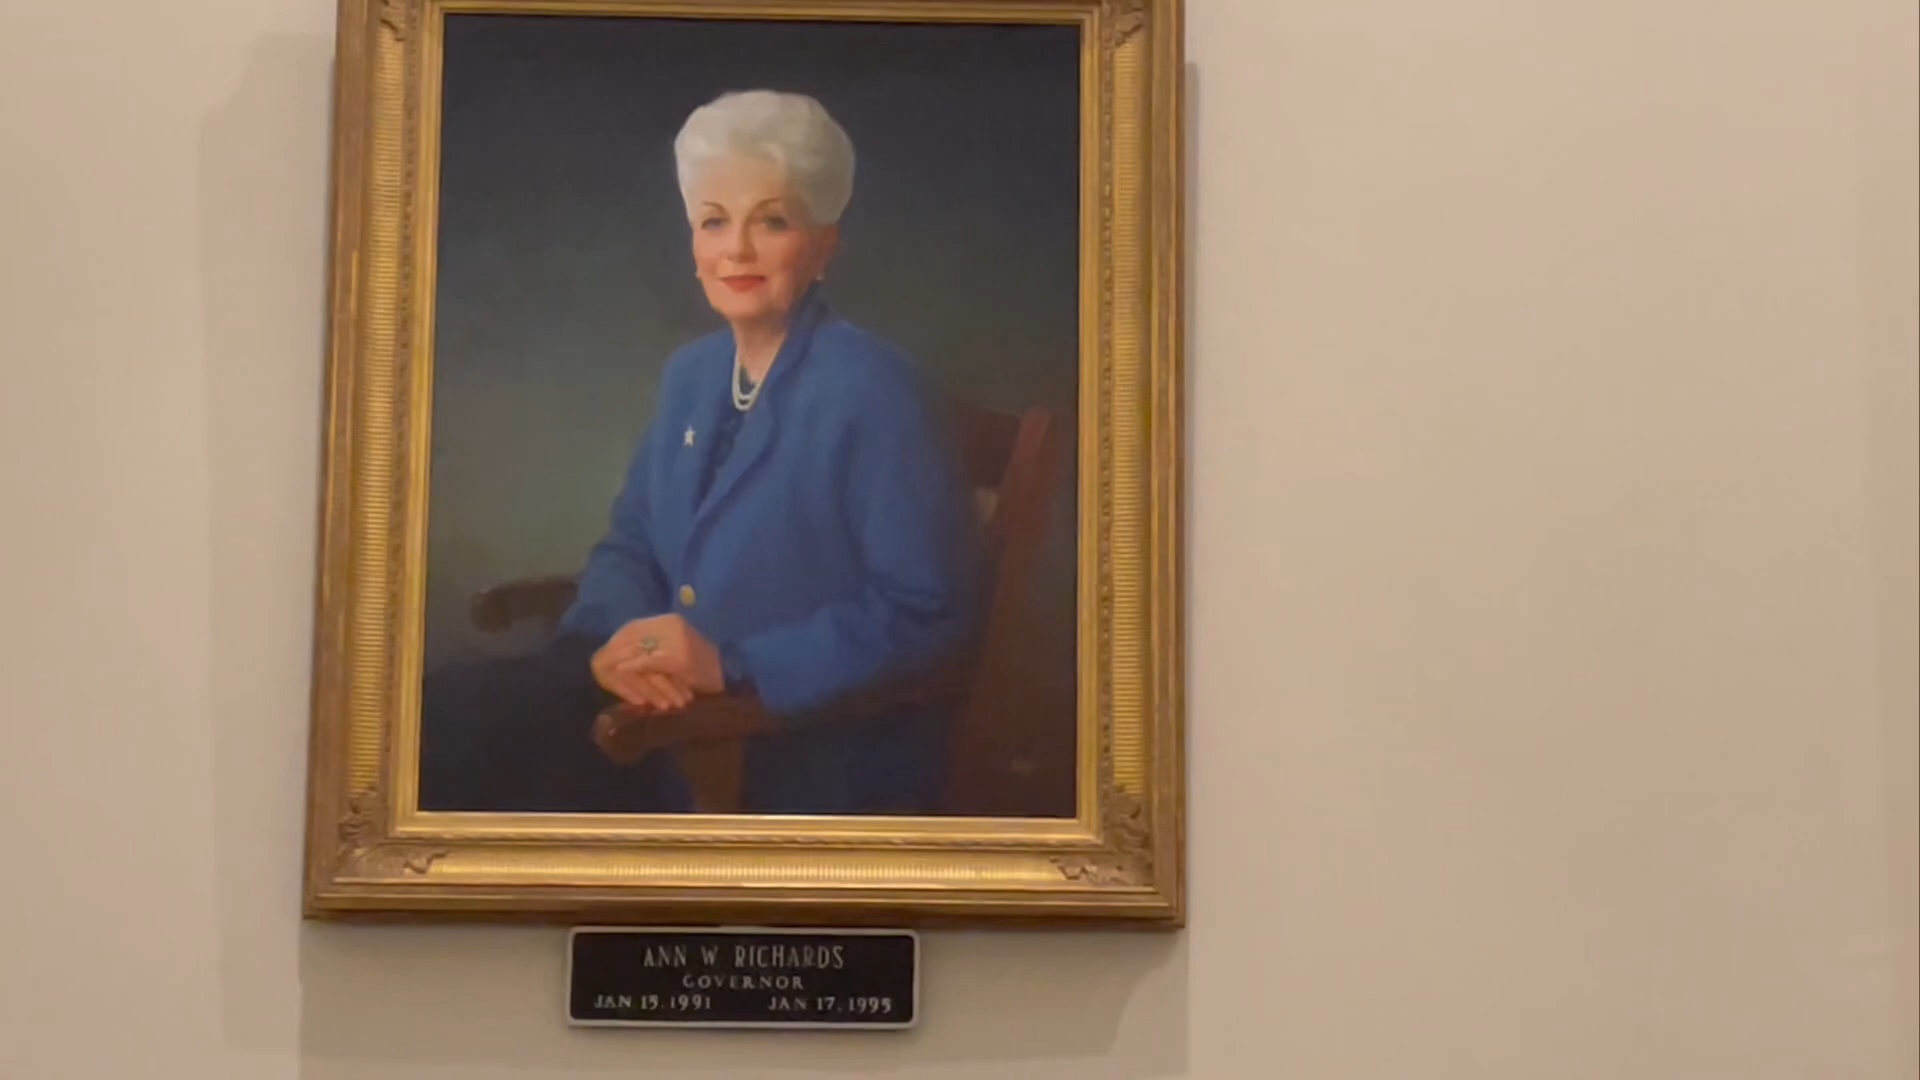 ANN W. RICHARDS
GOVERNOR
JAN. 15, 1991 JAN. 17, 1995